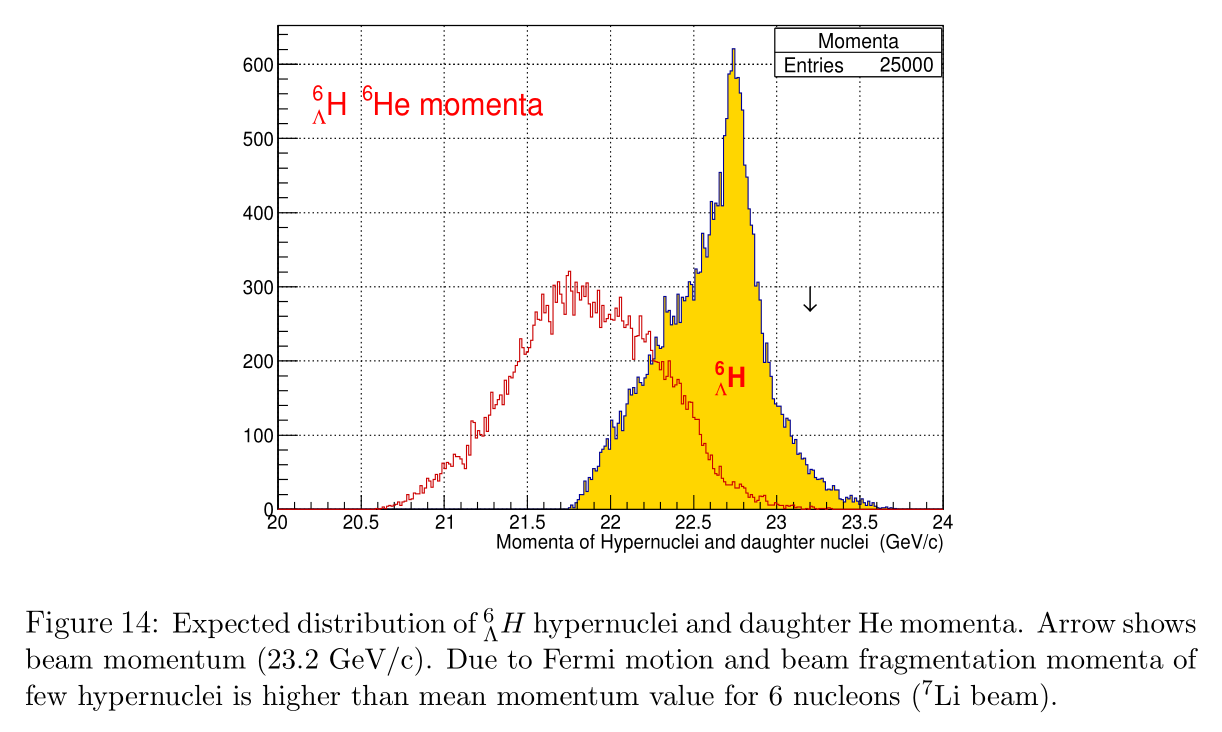 Momenta
Entries 25000
⁶ΛH ⁶He momenta
600
500
400
300
200
100
0
⁶ΛH
20 20.5 21 21.5 22 22.5 23 23.5 24
Momenta of Hypernuclei and daughter nuclei (GeV/c)
Figure 14: Expected distribution of ⁶ΛH hypernuclei and daughter He momenta. Arrow shows
beam momentum (23.2 GeV/c). Due to Fermi motion and beam fragmentation momenta of
few hypernuclei is higher than mean momentum value for 6 nucleons (⁷Li beam).